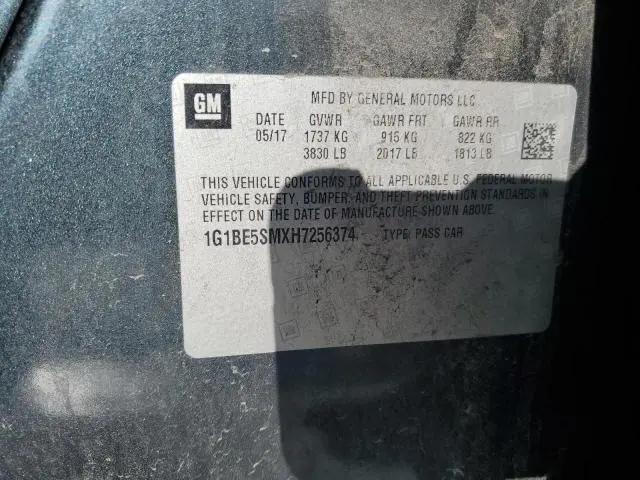 GM
MFD BY GENERAL MOTORS LLC
DATE GVWR GAWR FRT GAWR RR
05/17 1737 KG 915 KG 822 KG
3830 LB 2017 LB 1813 LB
THIS VEHICLE CONFORMS TO ALL APPLICABLE U.S. FEDERAL MOTOR
VEHICLE SAFETY, BUMPER, AND THEFT PREVENTION STANDARDS IN
EFFECT ON THE DATE OF MANUFACTURE SHOWN ABOVE.
1G1BE5SMXH7256374 TYPE: PASS CAR